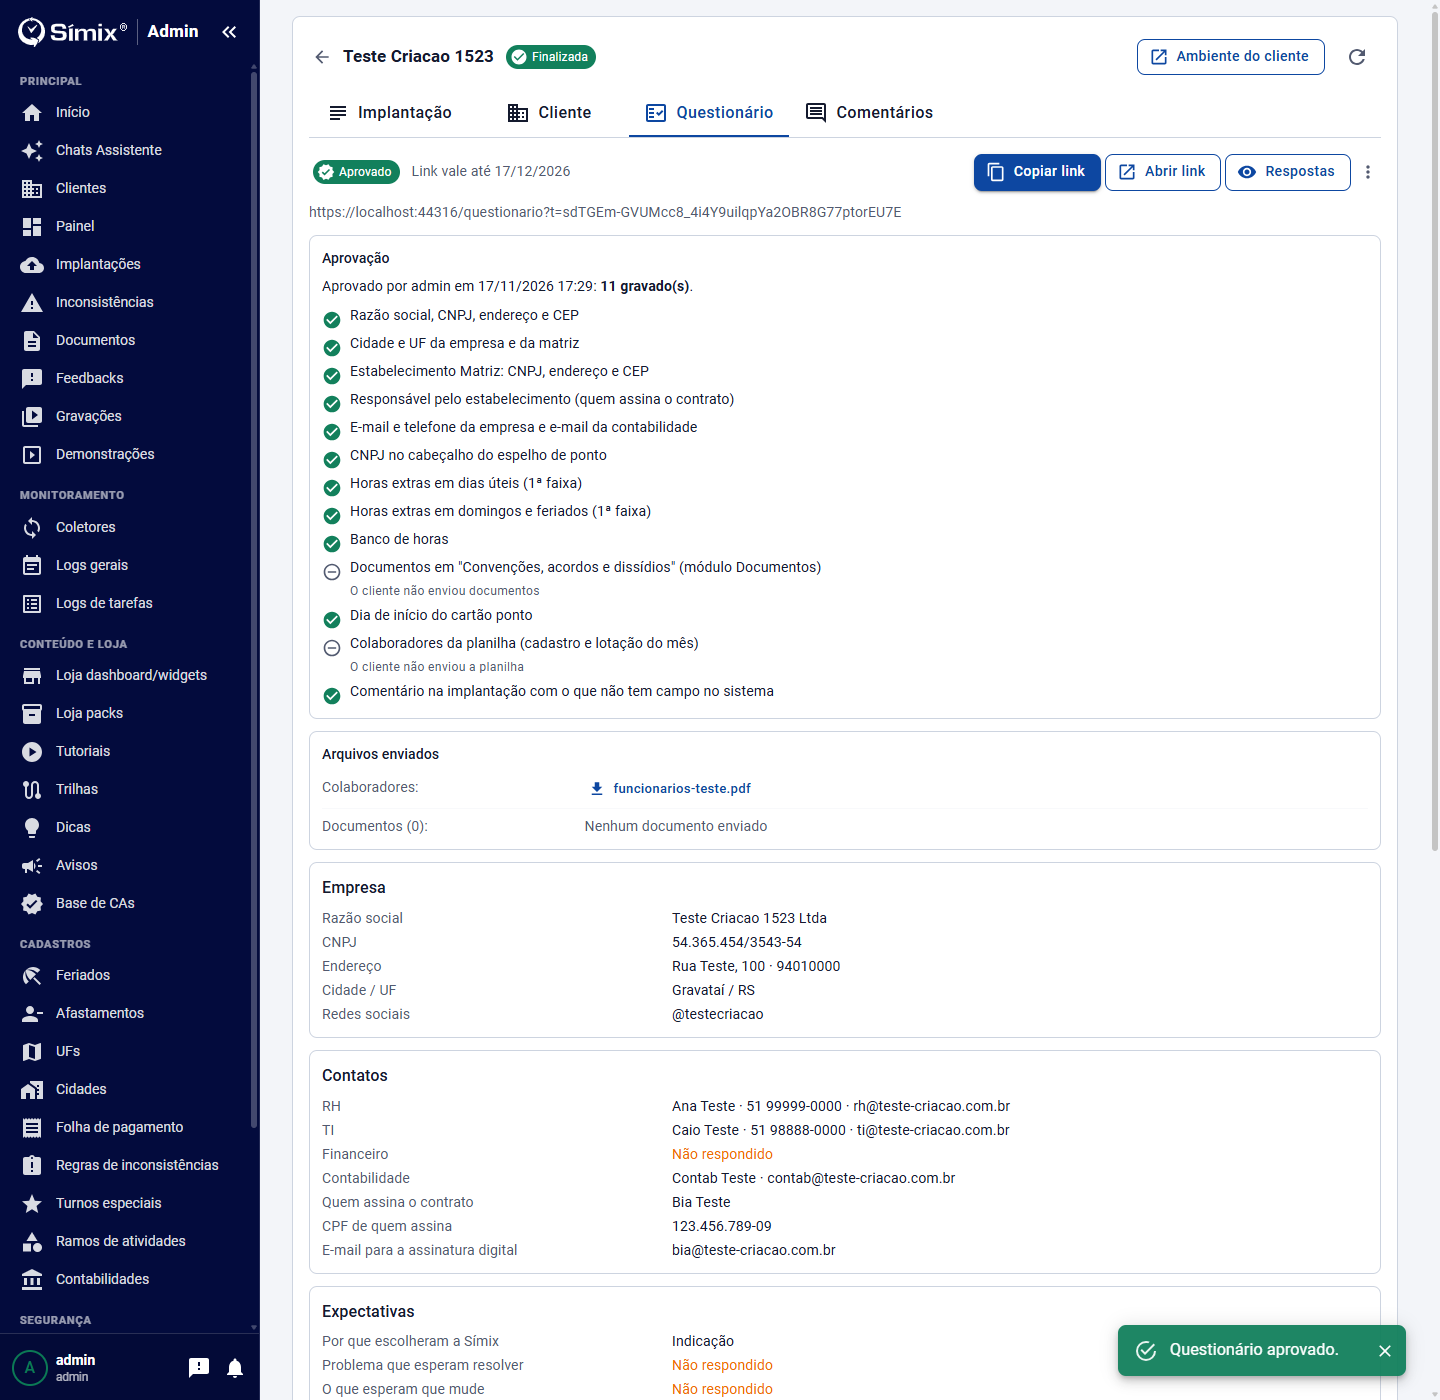 Símix® Admin
PRINCIPAL
Início
Chats Assistente
Clientes
Painel
Implantações
Inconsistências
Documentos
Feedbacks
Gravações
Demonstrações
MONITORAMENTO
Coletores
Logs gerais
Logs de tarefas
CONTEÚDO E LOJA
Loja dashboard/widgets
Loja packs
Tutoriais
Trilhas
Dicas
Avisos
Base de CAs
CADASTROS
Feriados
Afastamentos
UFs
Cidades
Folha de pagamento
Regras de inconsistências
Turnos especiais
Ramos de atividades
Contabilidades
SEGURANÇA
A
admin
admin
Teste Criacao 1523 Finalizada
Ambiente do cliente
Implantação Cliente Questionário Comentários
Aprovado Link vale até 17/12/2026
Copiar link Abrir link Respostas
https://localhost:44316/questionario?t=sdTGEm-GVUMcc8_4i4Y9uilqpYa2OBR8G77ptorEU7E
Aprovação
Aprovado por admin em 17/11/2026 17:29: 11 gravado(s).
Razão social, CNPJ, endereço e CEP
Cidade e UF da empresa e da matriz
Estabelecimento Matriz: CNPJ, endereço e CEP
Responsável pelo estabelecimento (quem assina o contrato)
E-mail e telefone da empresa e e-mail da contabilidade
CNPJ no cabeçalho do espelho de ponto
Horas extras em dias úteis (1ª faixa)
Horas extras em domingos e feriados (1ª faixa)
Banco de horas
Documentos em "Convenções, acordos e dissídios" (módulo Documentos)
O cliente não enviou documentos
Dia de início do cartão ponto
Colaboradores da planilha (cadastro e lotação do mês)
O cliente não enviou a planilha
Comentário na implantação com o que não tem campo no sistema
Arquivos enviados
Colaboradores: funcionarios-teste.pdf
Documentos (0): Nenhum documento enviado
Empresa
Razão social Teste Criacao 1523 Ltda
CNPJ 54.365.454/3543-54
Endereço Rua Teste, 100 · 94010000
Cidade / UF Gravataí / RS
Redes sociais @testecriacao
Contatos
RH Ana Teste · 51 99999-0000 · rh@teste-criacao.com.br
TI Caio Teste · 51 98888-0000 · ti@teste-criacao.com.br
Financeiro Não respondido
Contabilidade Contab Teste · contab@teste-criacao.com.br
Quem assina o contrato Bia Teste
CPF de quem assina 123.456.789-09
E-mail para a assinatura digital bia@teste-criacao.com.br
Expectativas
Por que escolheram a Símix Indicação
Problema que esperam resolver Não respondido
O que esperam que mude Não respondido
Questionário aprovado.